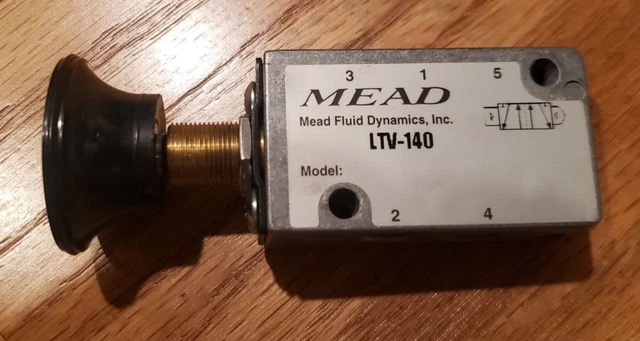 3 1 5
MEAD
Mead Fluid Dynamics, Inc.
LTV-140
Model:
2 4